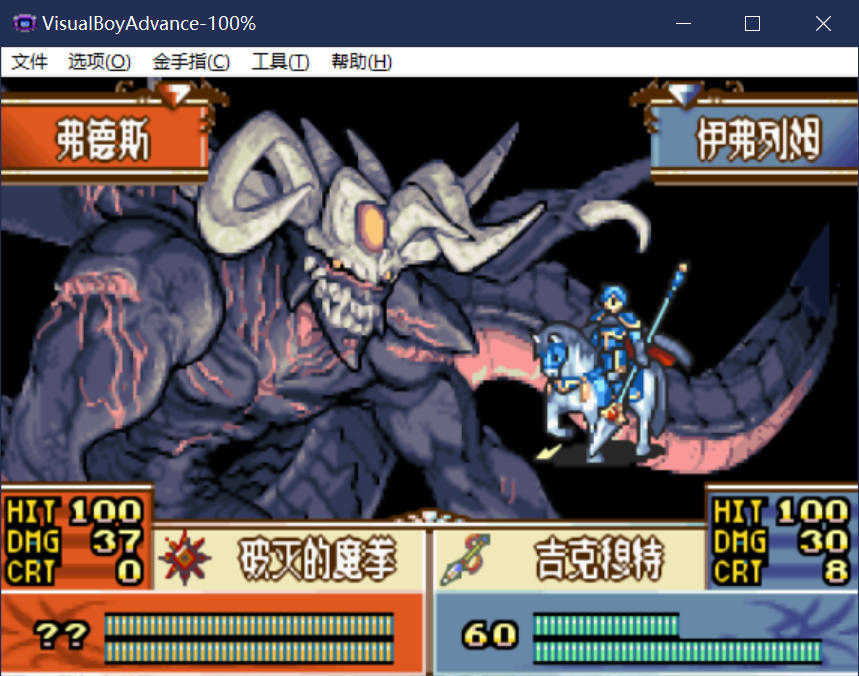 VisualBoyAdvance-100%
文件 选项(O) 金手指(C) 工具(T) 帮助(H)
弗德斯
伊弗列姆
HIT 100
DMG 37
CRT 0
破灭的魔拳
吉克穆特
HIT 100
DMG 30
CRT 8
??
60